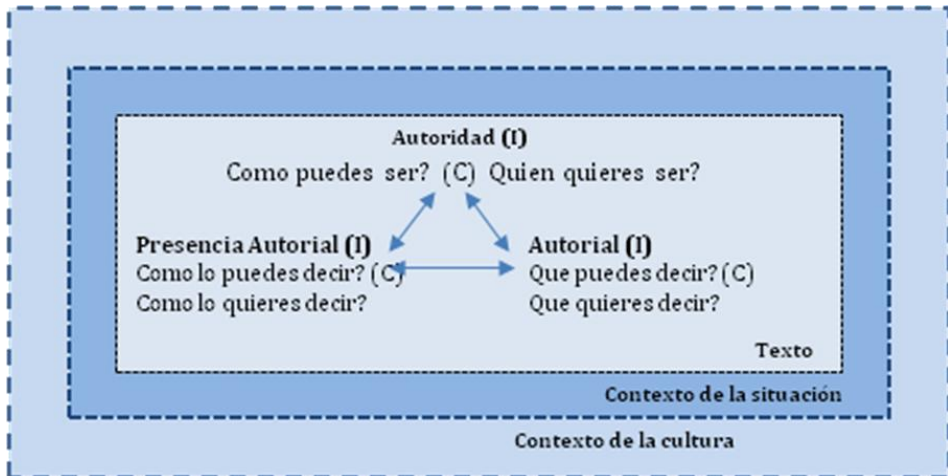 Autoridad (I)
Como puedes ser? (C) Quien quieres ser?
Presencia Autorial (I)
Como lo puedes decir? (C)
Como lo quieres decir?
Autorial (I)
Que puedes decir? (C)
Que quieres decir?
Texto
Contexto de la situación
Contexto de la cultura